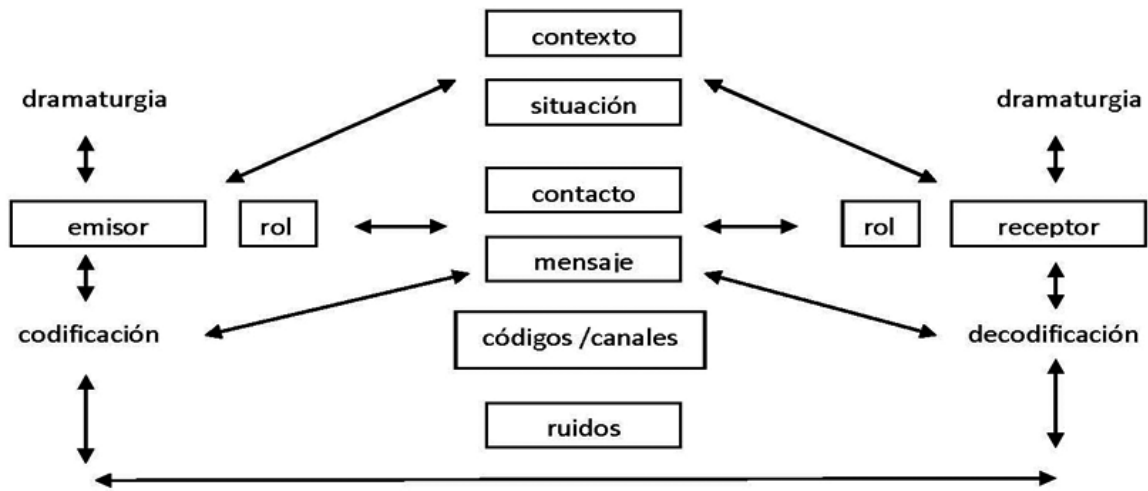 contexto
dramaturgia
situación
dramaturgia
contacto
emisor
rol
rol
receptor
mensaje
codificación
códigos /canales
decodificación
ruidos